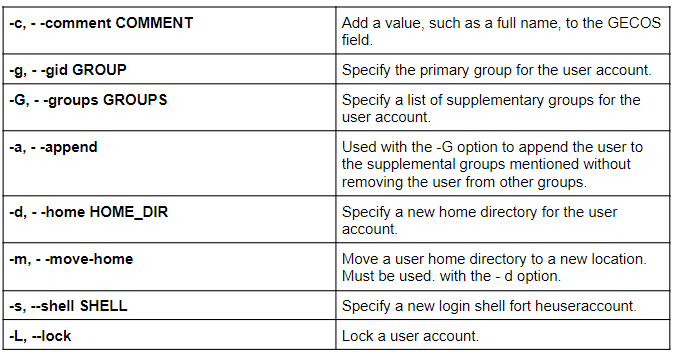 -c, - -comment COMMENT
Add a value, such as a full name, to the GECOS
field.
-g, - -gid GROUP
Specify the primary group for the user account.
-G, - -groups GROUPS
Specify a list of supplementary groups for the
user account.
-a, - -append
Used with the -G option to append the user to
the supplemental groups mentioned without
removing the user from other groups.
-d, - -home HOME_DIR
Specify a new home directory for the user
account.
-m, - -move-home
Move a user home directory to a new location.
Must be used. with the - d option.
-s, --shell SHELL
Specify a new login shell fort heuseraccount.
-L, --lock
Lock a user account.